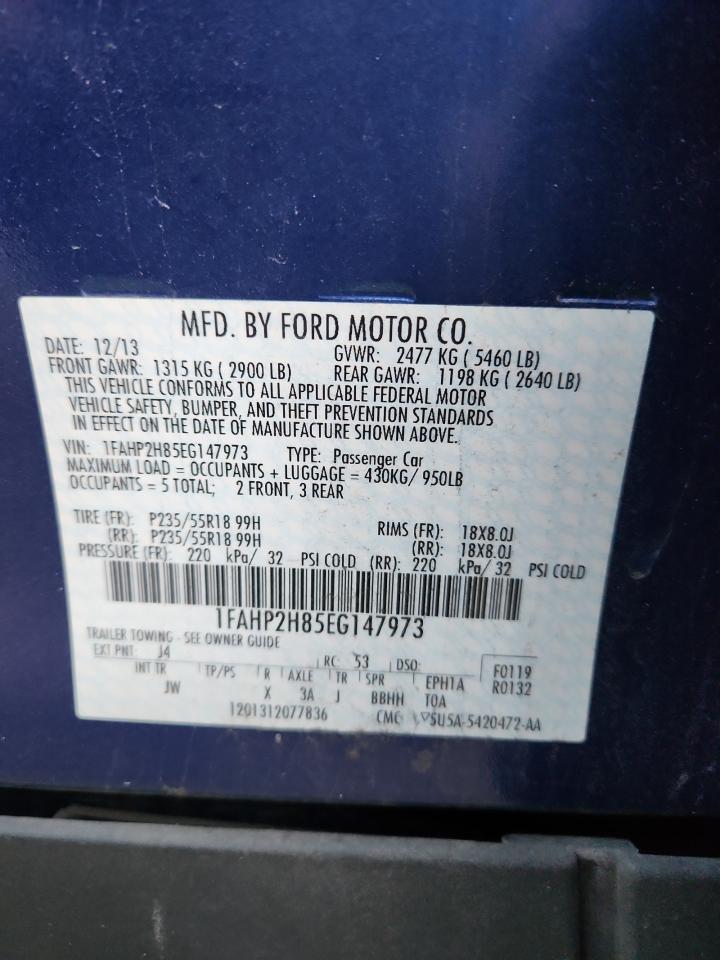 MFD. BY FORD MOTOR CO.
DATE: 12/13 GVWR: 2477 KG ( 5460 LB)
FRONT GAWR: 1315 KG ( 2900 LB) REAR GAWR: 1198 KG ( 2640 LB)
THIS VEHICLE CONFORMS TO ALL APPLICABLE FEDERAL MOTOR
VEHICLE SAFETY, BUMPER, AND THEFT PREVENTION STANDARDS
IN EFFECT ON THE DATE OF MANUFACTURE SHOWN ABOVE.
VIN: 1FAHP2H85EG147973 TYPE: Passenger Car
MAXIMUM LOAD = OCCUPANTS + LUGGAGE = 430KG/ 950LB
OCCUPANTS = 5 TOTAL; 2 FRONT, 3 REAR
TIRE (FR): P235/55R18 99H RIMS (FR): 18X8.0J
(RR): P235/55R18 99H (RR): 18X8.0J
PRESSURE (FR): 220 kPa/ 32 PSI COLD (RR): 220 kPa/ 32 PSI COLD
1FAHP2H85EG147973
TRAILER TOWING - SEE OWNER GUIDE
EXT PNT: J4 RC: 53 DSO: F0119
INT TR TP/PS R AXLE TR SPR EPH1A R0132
JW X 3A J BBHH TOA
1201312077836 CMC 5U5A-5420472-AA